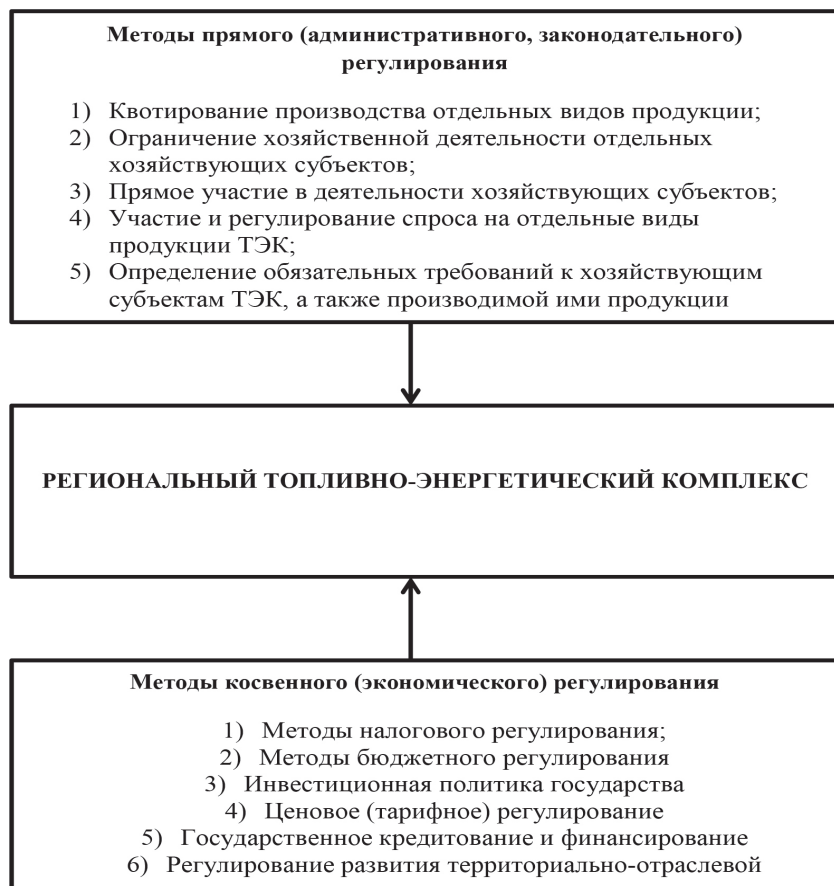 Методы прямого (административного, законодательного)
регулирования
1) Квотирование производства отдельных видов продукции;
2) Ограничение хозяйственной деятельности отдельных
хозяйствующих субъектов;
3) Прямое участие в деятельности хозяйствующих субъектов;
4) Участие и регулирование спроса на отдельные виды
продукции ТЭК;
5) Определение обязательных требований к хозяйствующим
субъектам ТЭК, а также производимой ими продукции
РЕГИОНАЛЬНЫЙ ТОПЛИВНО-ЭНЕРГЕТИЧЕСКИЙ КОМПЛЕКС
Методы косвенного (экономического) регулирования
1) Методы налогового регулирования;
2) Методы бюджетного регулирования
3) Инвестиционная политика государства
4) Ценовое (тарифное) регулирование
5) Государственное кредитование и финансирование
6) Регулирование развития территориально-отраслевой